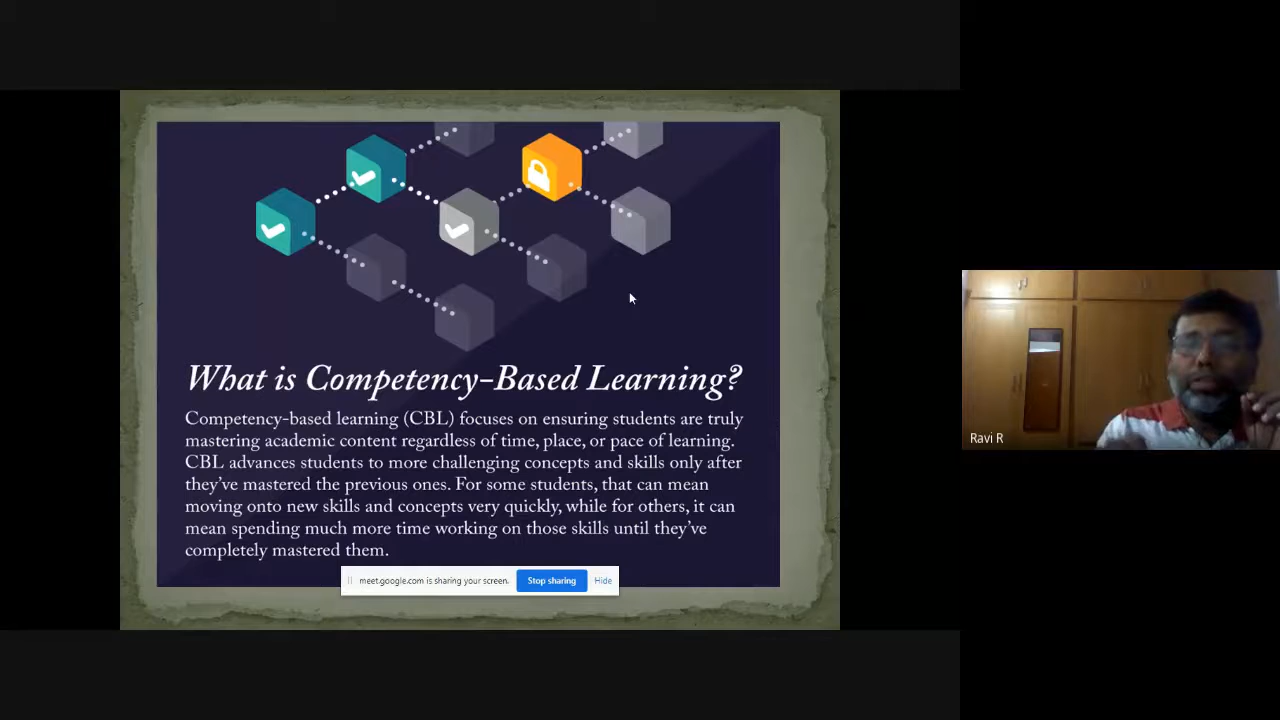 What is Competency-Based Learning?
Competency-based learning (CBL) focuses on ensuring students are truly
mastering academic content regardless of time, place, or pace of learning.
CBL advances students to more challenging concepts and skills only after
they've mastered the previous ones. For some students, that can mean
moving onto new skills and concepts very quickly, while for others, it can
mean spending much more time working on those skills until they've
completely mastered them.
meet.google.com is sharing your screen. Stop sharing Hide
Ravi R